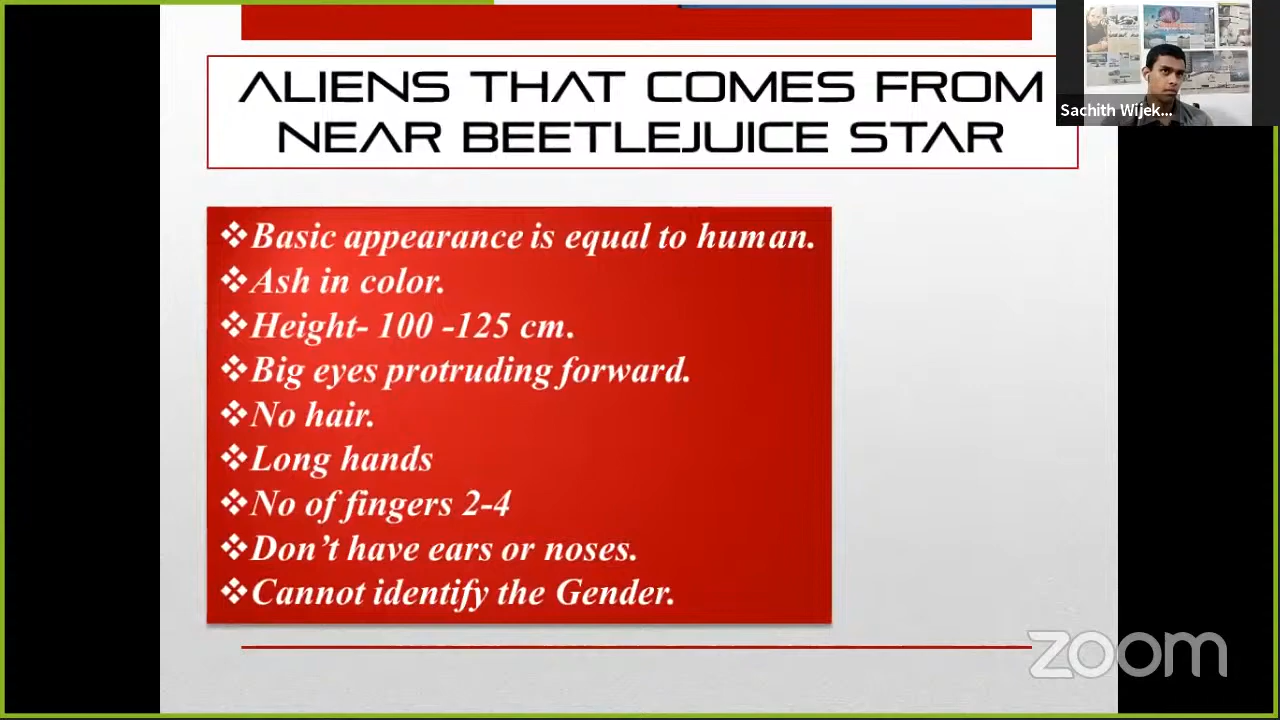 ALIENS THAT COMES FROM
NEAR BEETLEJUICE STAR
Sachith Wijek...
❖Basic appearance is equal to human.
❖Ash in color.
❖Height- 100 -125 cm.
❖Big eyes protruding forward.
❖No hair.
❖Long hands
❖No of fingers 2-4
❖Don’t have ears or noses.
❖Cannot identify the Gender.
zoom